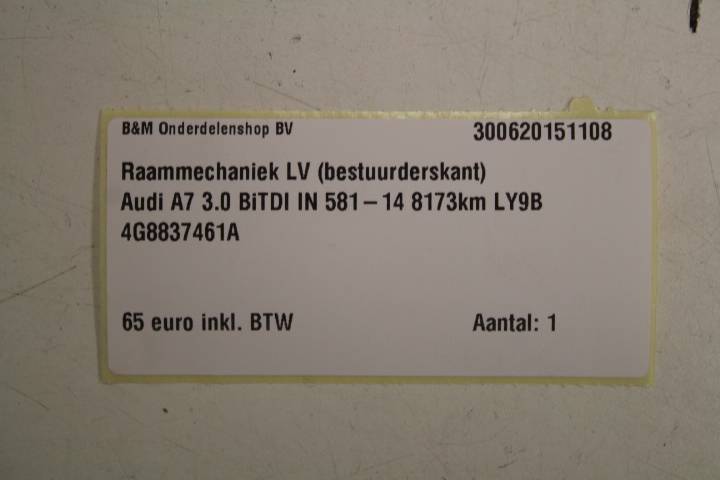 B&M Onderdelenshop BV 300620151108
Raammechaniek LV (bestuurderskant)
Audi A7 3.0 BiTDI IN 581-14 8173km LY9B
4G8837461A
65 euro inkl. BTW Aantal: 1